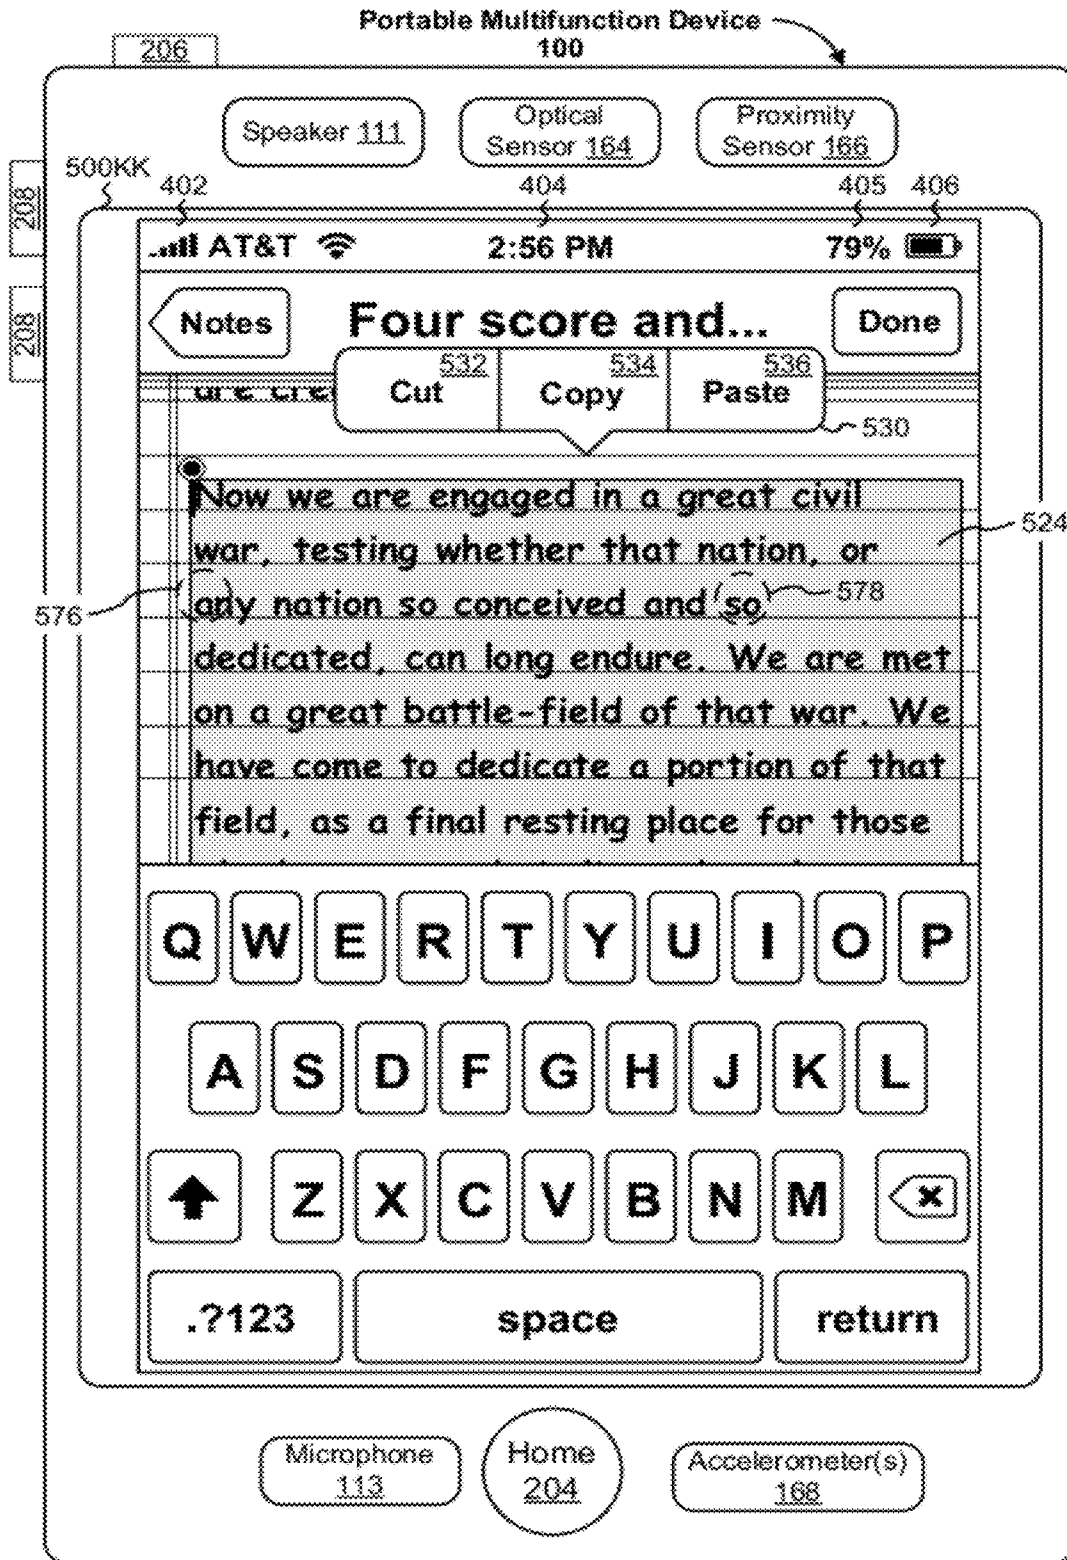 Portable Multifunction Device
100
206
Speaker 111
Optical
Sensor 164
Proximity
Sensor 166
208
208
500KK
402
404
405
406
AT&T
2:56 PM
79%
Notes
Four score and...
Done
532
Cut
534
Copy
536
Paste
530
Now we are engaged in a great civil
war, testing whether that nation, or
any nation so conceived and so
dedicated, can long endure. We are met
on a great battle-field of that war. We
have come to dedicate a portion of that
field, as a final resting place for those
524
576
578
Q W E R T Y U I O P
A S D F G H J K L
Z X C V B N M
.?123
space
return
Microphone
113
Home
204
Accelerometer(s)
168